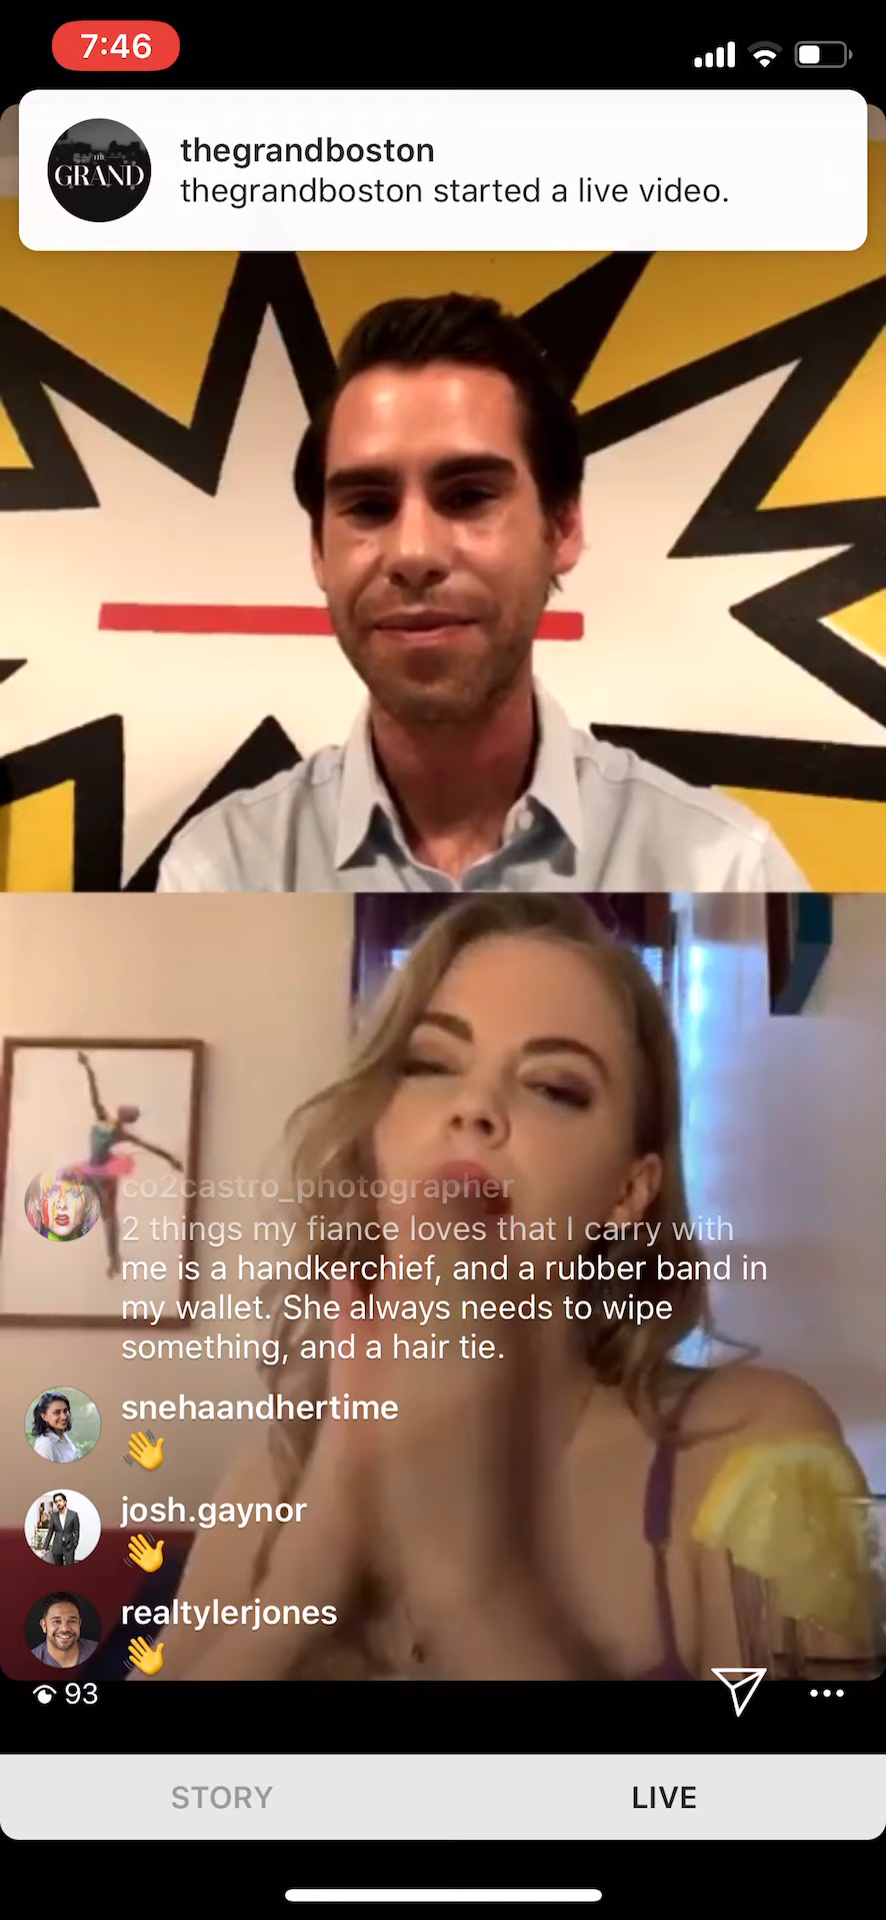 7:46
THE
GRAND
thegrandboston
thegrandboston started a live video.
co2castro_photographer
2 things my fiance loves that I carry with
me is a handkerchief, and a rubber band in
my wallet. She always needs to wipe
something, and a hair tie.
snehaandhertime
👋
josh.gaynor
👋
realtylerjones
👋
93
STORY
LIVE